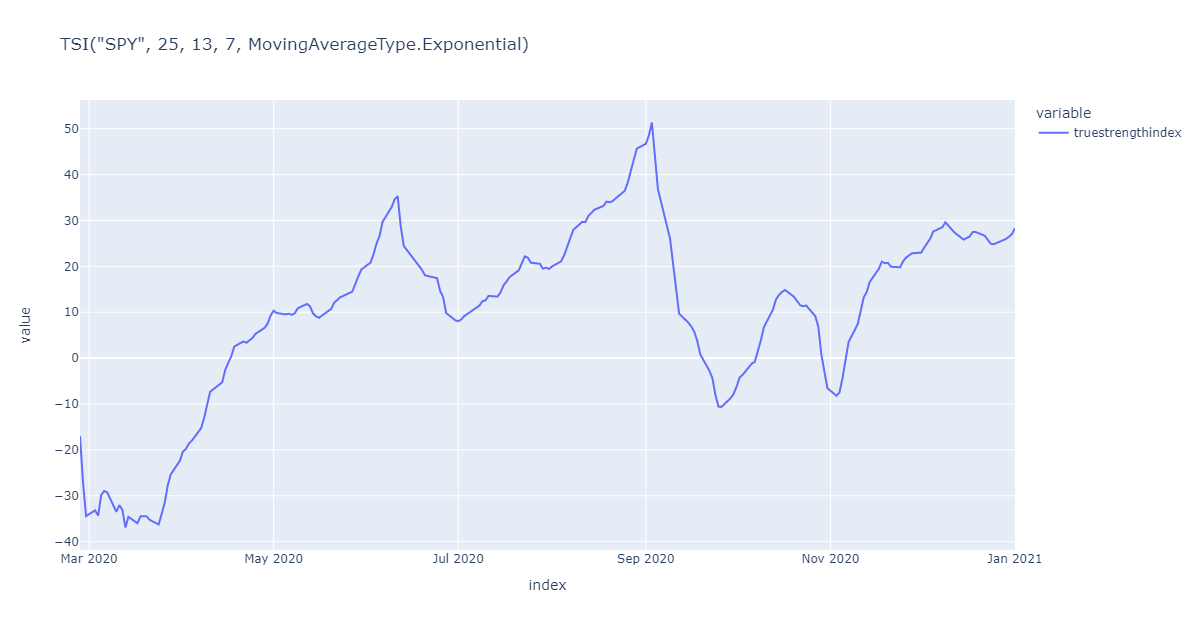 TSI("SPY", 25, 13, 7, MovingAverageType.Exponential)
variable
truestrengthindex
value
50
40
30
20
10
0
−10
−20
−30
−40
Mar 2020
May 2020
Jul 2020
Sep 2020
Nov 2020
Jan 2021
index